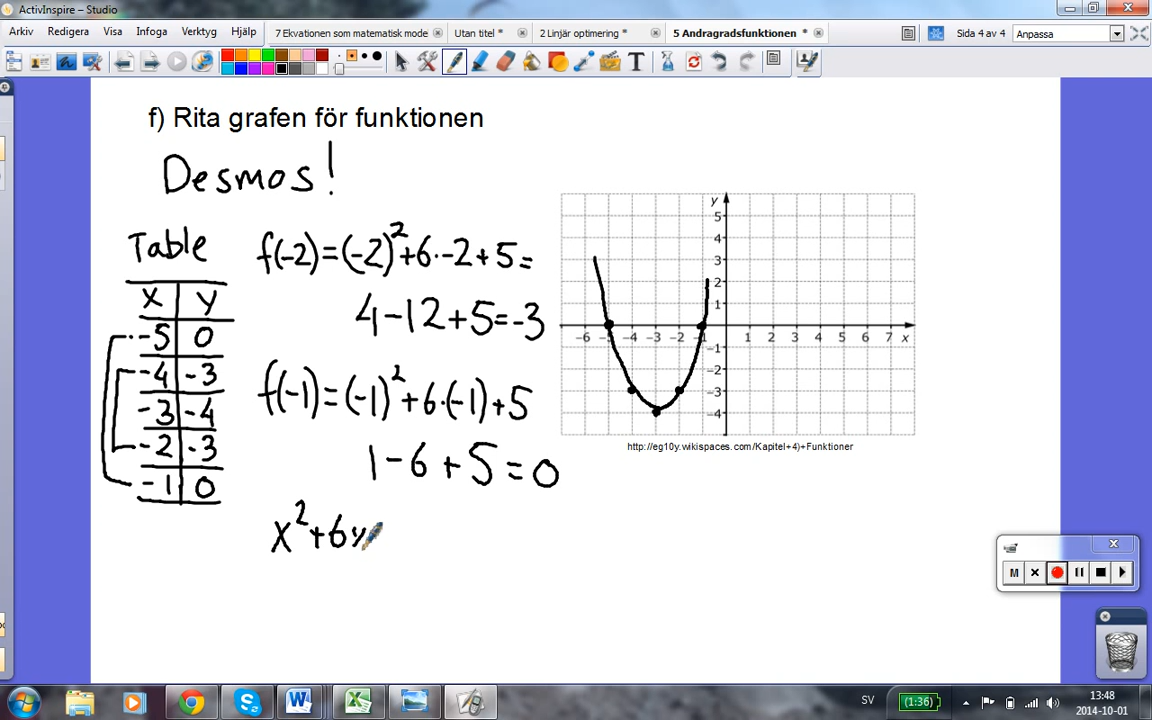 ActivInspire – Studio
Arkiv Redigera Visa Infoga Verktyg Hjälp
7 Ekvationen som matematisk mode
Utan titel *
2 Linjär optimering *
5 Andragradsfunktionen *
Sida 4 av 4
Anpassa
f) Rita grafen för funktionen
Desmos!
Table
X Y
-5 0
-4 -3
-3 -4
-2 -3
-1 0
f(-2)=(-2)²+6·-2+5=
4-12+5=-3
f(-1)=(-1)²+6·(-1)+5
1-6+5=0
x²+6x
y
5
4
3
2
1
-6 -5 -4 -3 -2 -1 1 2 3 4 5 6 7 x
-1
-2
-3
-4
http://eg10y.wikispaces.com/Kapitel+4)+Funktioner
M
SV
(1:36)
13:48
2014-10-01